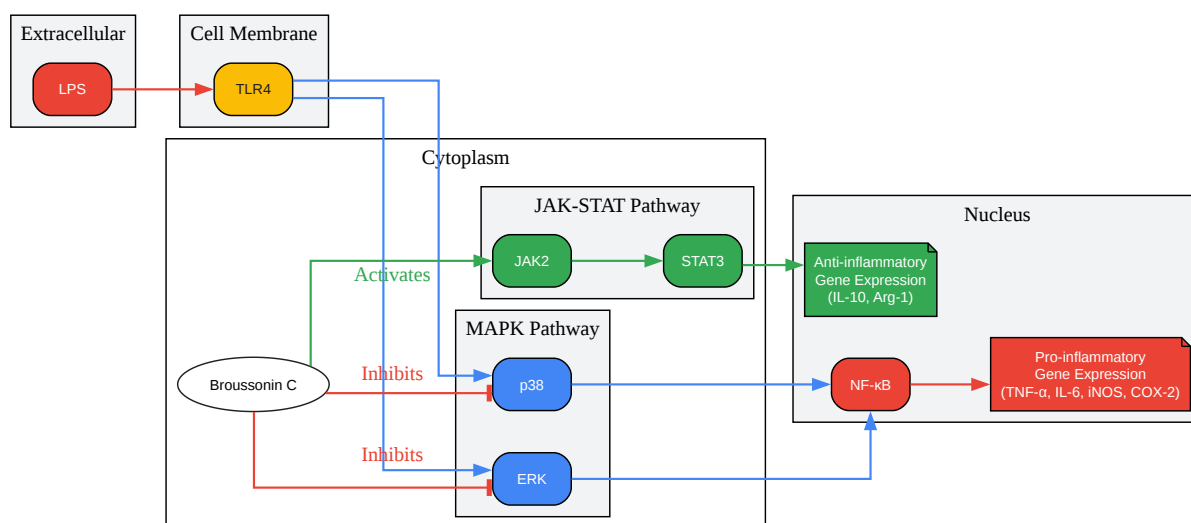 Extracellular
LPS
Cell Membrane
TLR4
Cytoplasm
JAK-STAT Pathway
JAK2
STAT3
Activates
MAPK Pathway
p38
ERK
Inhibits
Inhibits
Broussonin C
Nucleus
Anti-inflammatory
Gene Expression
(IL-10, Arg-1)
NF-κB
Pro-inflammatory
Gene Expression
(TNF-α, IL-6, iNOS, COX-2)